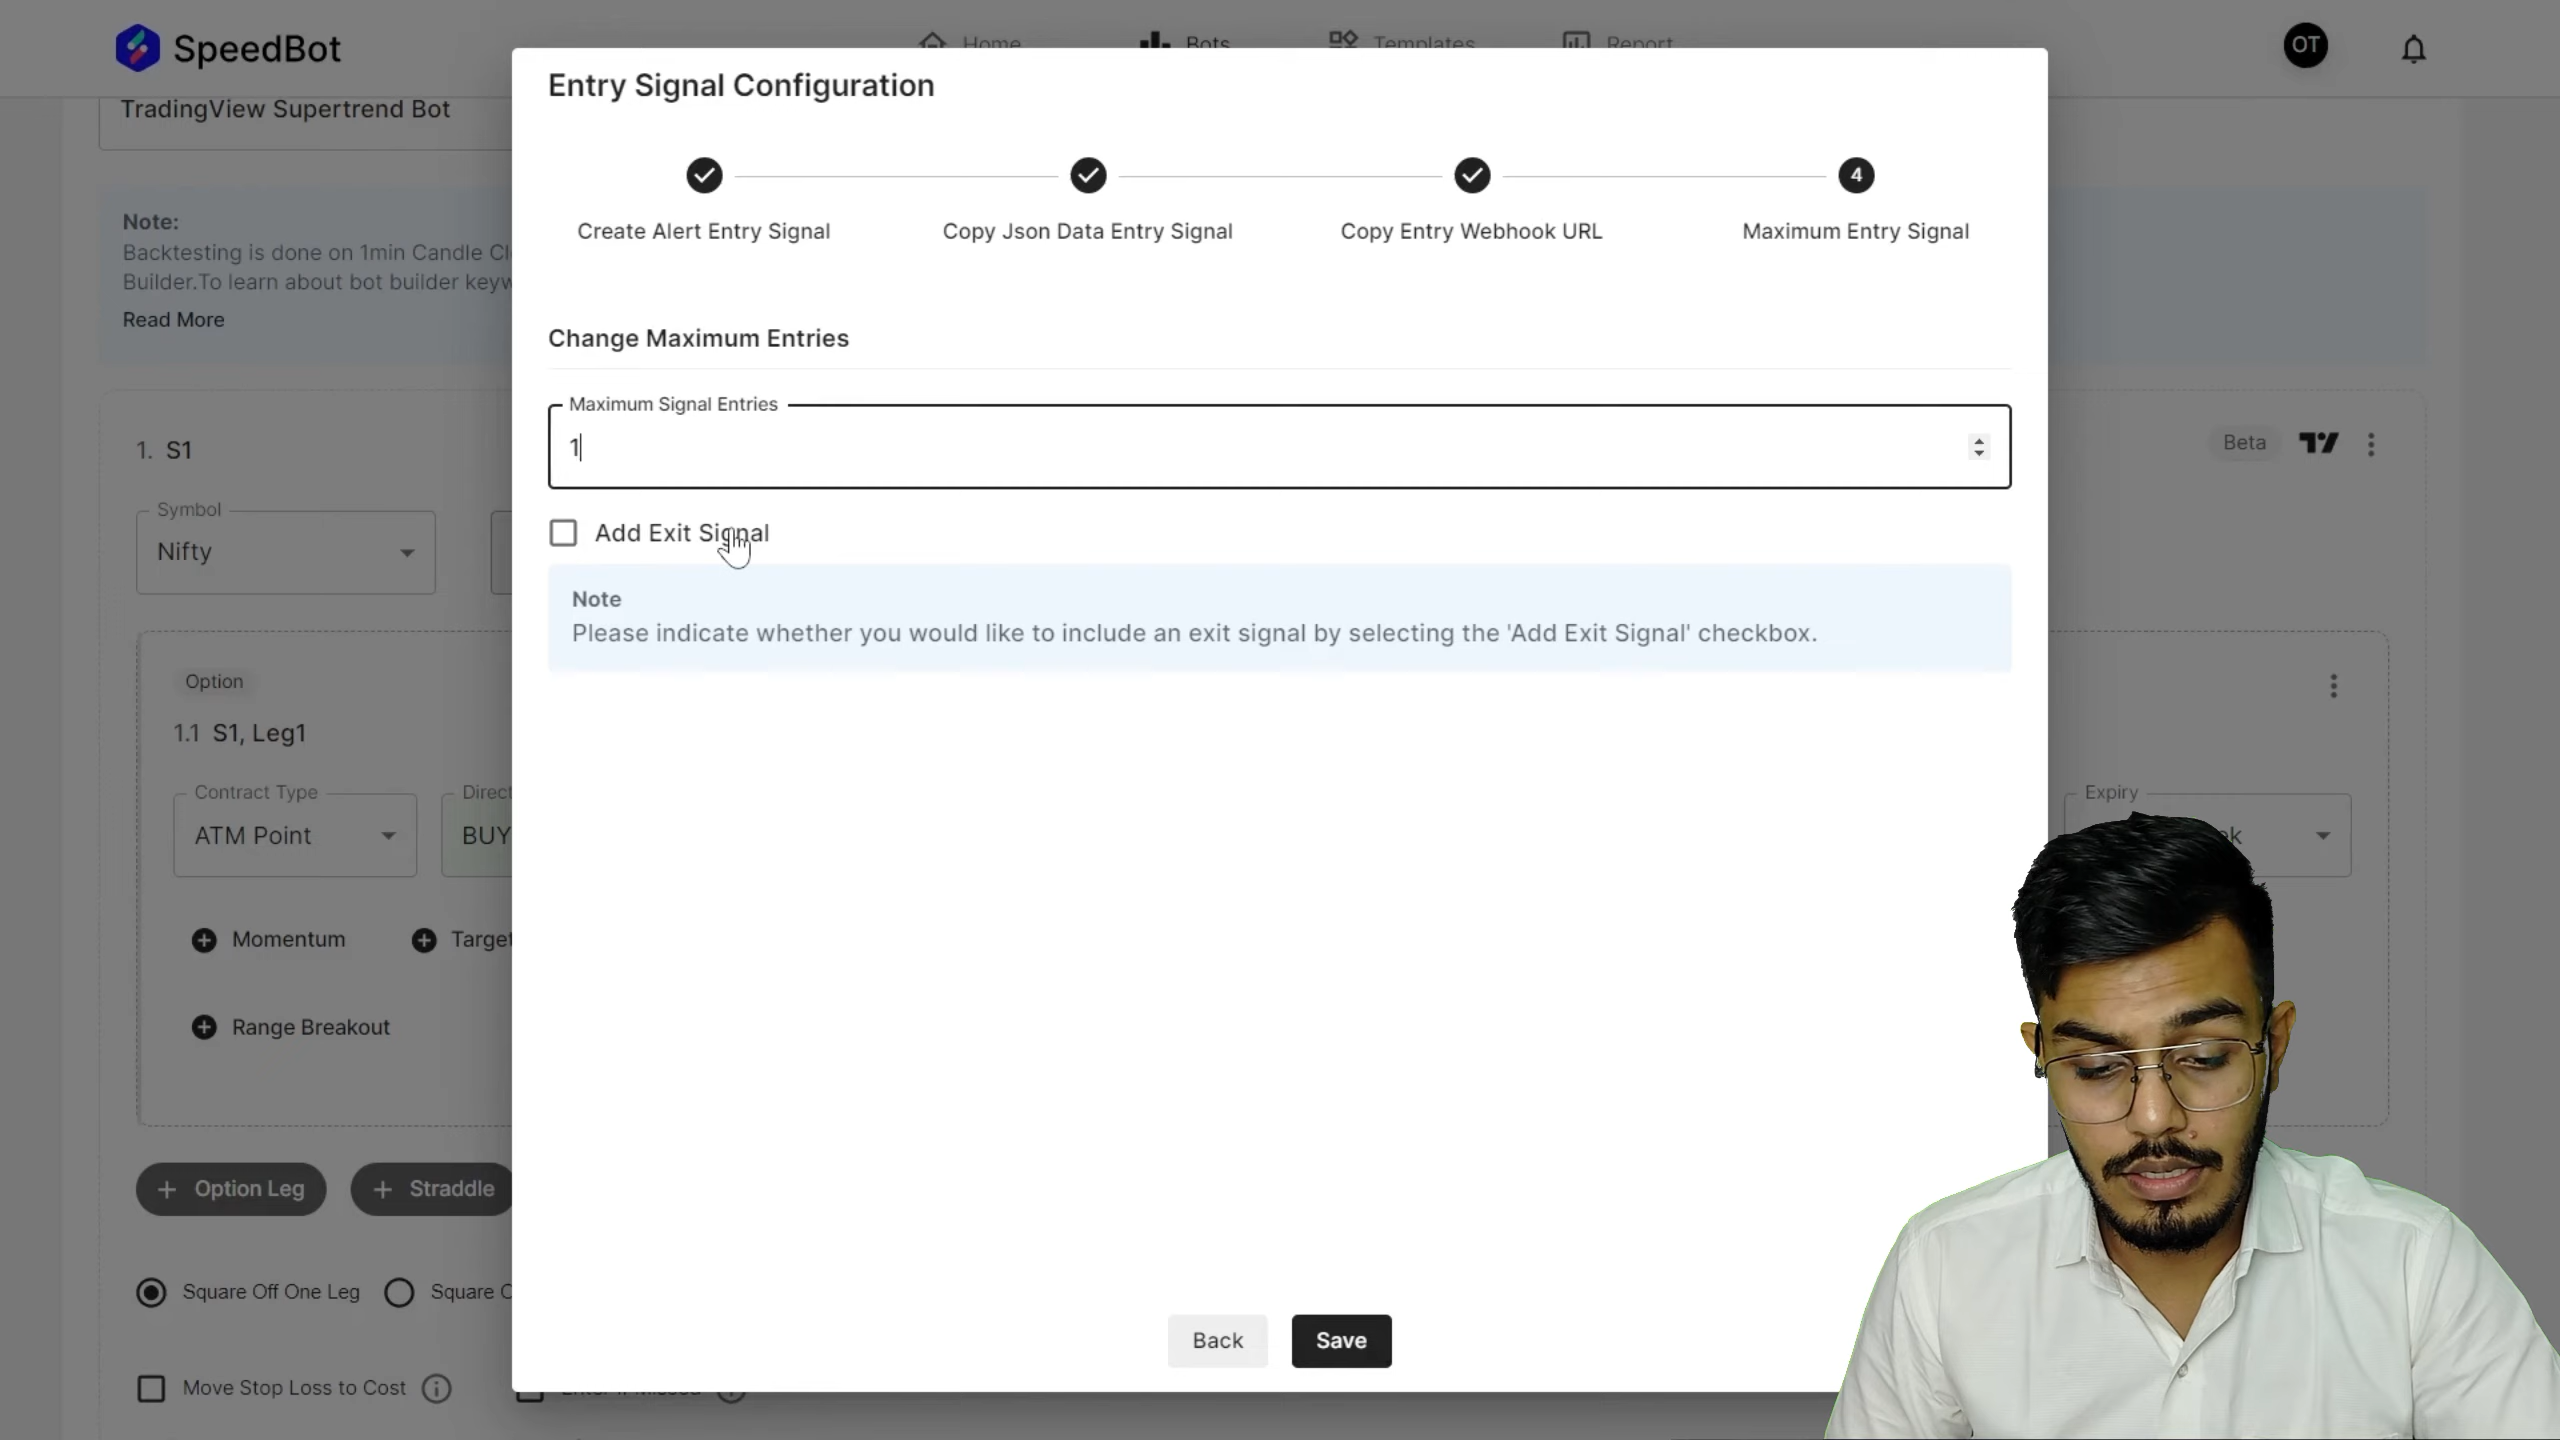 SpeedBot
Home
Bots
Templates
Report
OT
Entry Signal Configuration
TradingView Supertrend Bot
4
Create Alert Entry Signal
Copy Json Data Entry Signal
Copy Entry Webhook URL
Maximum Entry Signal
Note:
Backtesting is done on 1min Candle
Builder.To learn about bot builder
Read More
Change Maximum Entries
Maximum Signal Entries
1
1. S1
Beta
Symbol
Nifty
Add Exit Signal
Note
Please indicate whether you would like to include an exit signal by selecting the 'Add Exit Signal' checkbox.
Option
1.1 S1, Leg1
Contract Type
ATM Point
BUY
Expiry
Momentum
Range Breakout
+ Option Leg
+ Straddle
Square Off One Leg
Square
Move Stop Loss to Cost
Back
Save